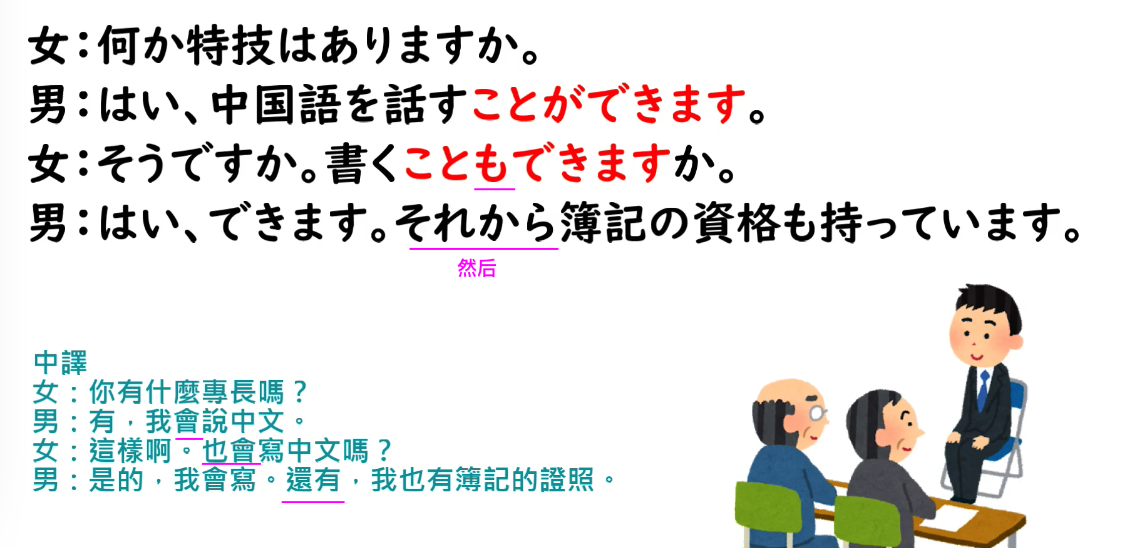 女：何か特技はありますか。
男：はい、中国語を話すことができます。
女：そうですか。書くこともできますか。
男：はい、できます。それから簿記の資格も持っています。
然后
中譯
女：你有什麼專長嗎？
男：有，我會說中文。
女：這樣啊。也會寫中文嗎？
男：是的，我會寫。還有，我也有簿記的證照。